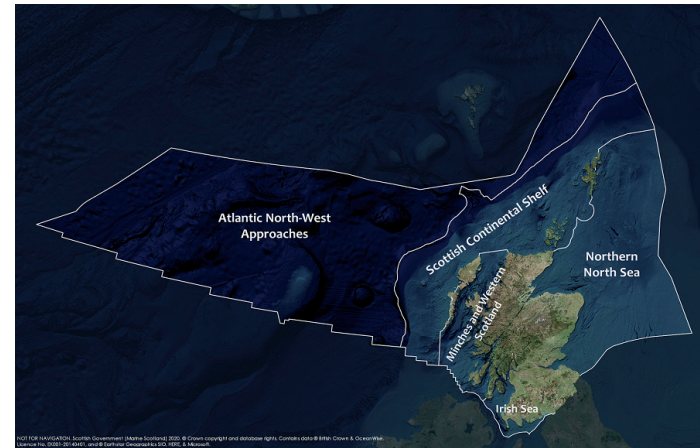 Atlantic North-West
Approaches
Scottish Continental Shelf
Northern
North Sea
Minches and Western
Scotland
Irish Sea
NOT FOR NAVIGATION. Scottish Government (Marine Scotland) 2020. © Crown copyright and database rights. Contains data © British Crown & OceanWise.
Licence No. EK001-20140401, and © Earthstar Geographics SIO, HERE, & Microsoft.